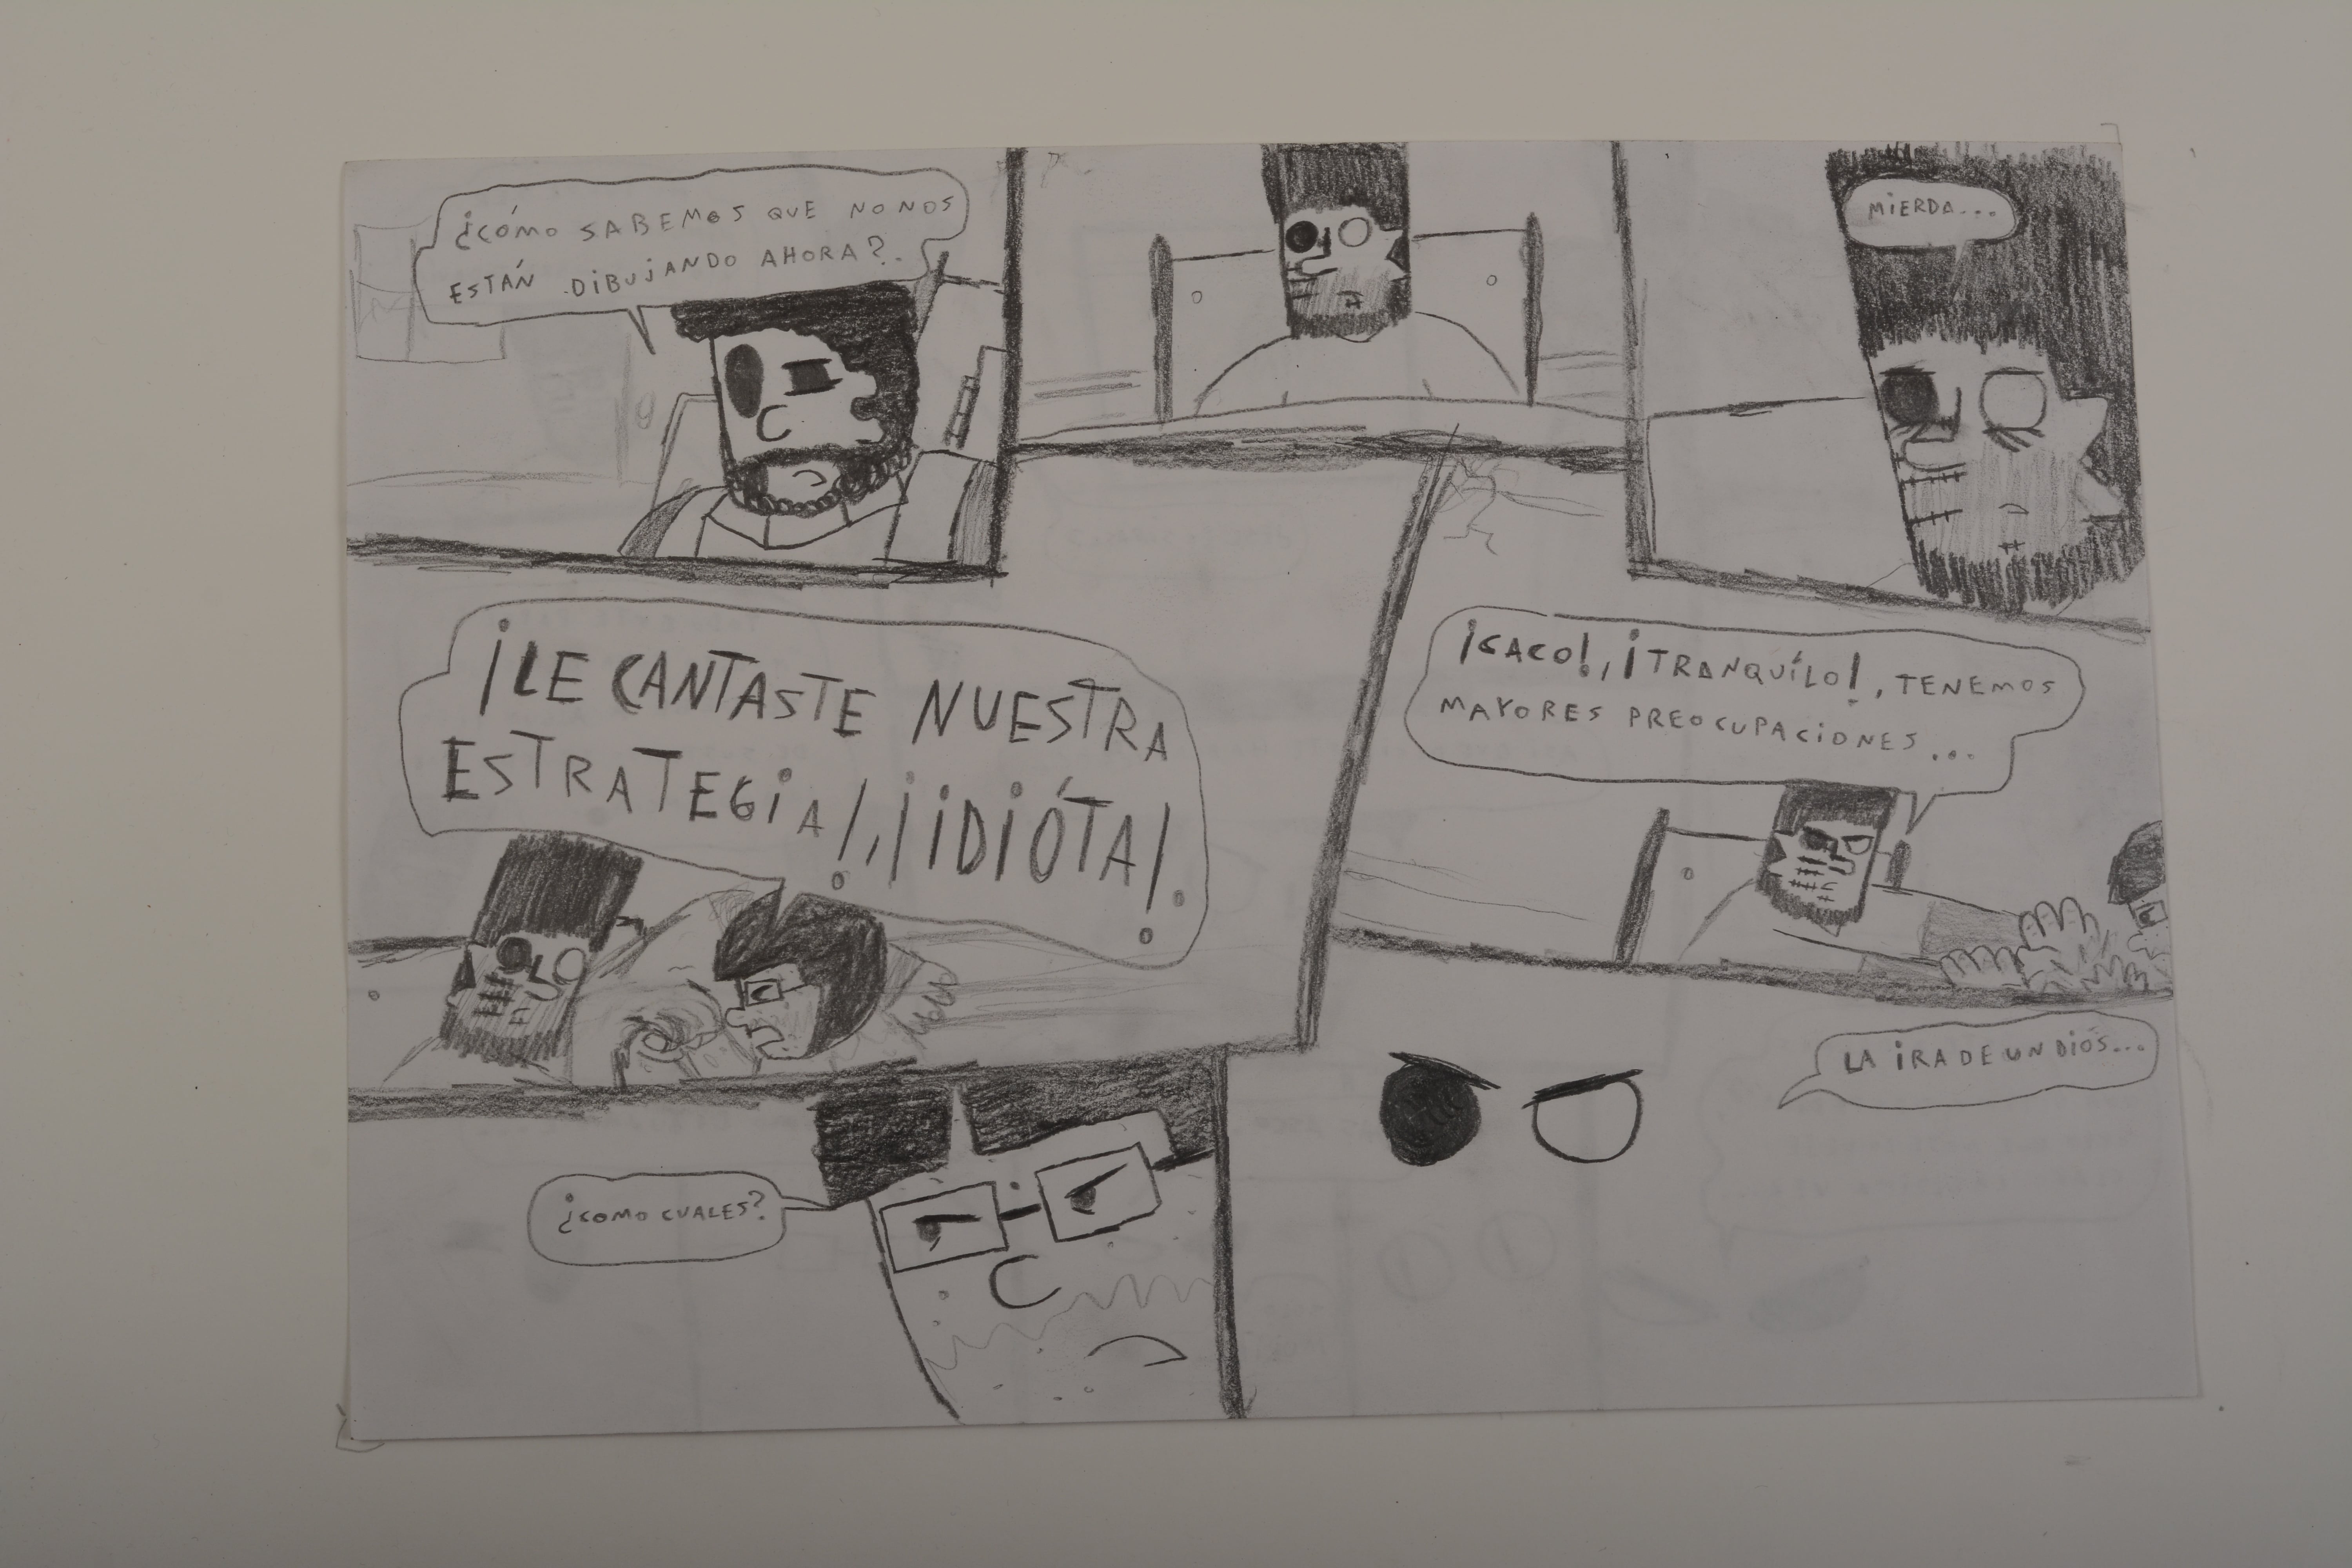 ¿CÓMO SABEMOS QUE NO NOS
ESTÁN DIBUJANDO AHORA?.
MIERDA...
¡LE CANTASTE NUESTRA
ESTRATEGIA!,¡IDIÓTA!.
¡CACO!,¡TRANQUÍLO!, TENEMOS
MAYORES PREOCUPACIONES...
¿COMO CUALES?
LA IRA DE UN DIÓS...